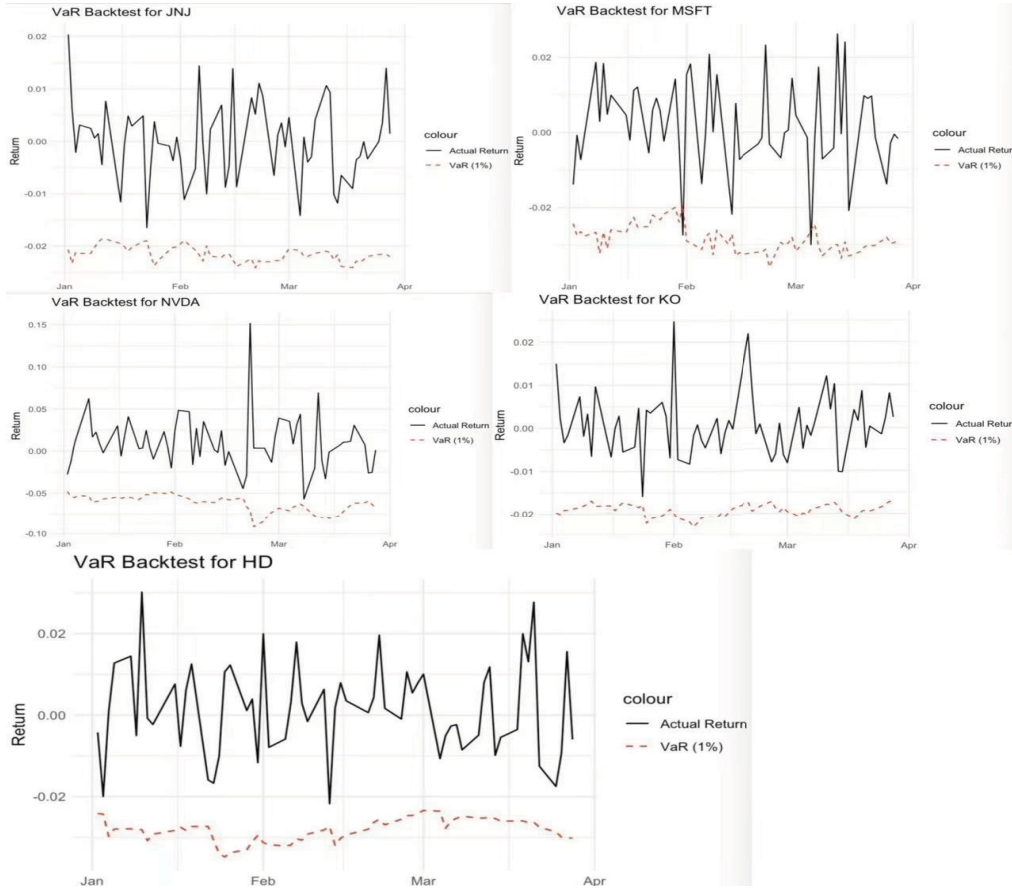 VaR Backtest for JNJ
0.02
0.01
0.00
-0.01
-0.02
Return
Jan
Feb
Mar
Apr
colour
Actual Return
VaR (1%)
VaR Backtest for MSFT
0.02
0.00
-0.02
Return
Jan
Feb
Mar
Apr
colour
Actual Return
VaR (1%)
VaR Backtest for NVDA
0.15
0.10
0.05
0.00
-0.05
-0.10
Return
Jan
Feb
Mar
Apr
colour
Actual Return
VaR (1%)
VaR Backtest for KO
0.02
0.01
0.00
-0.01
-0.02
Return
Jan
Feb
Mar
Apr
colour
Actual Return
VaR (1%)
VaR Backtest for HD
0.02
0.00
-0.02
Return
Jan
Feb
Mar
Apr
colour
Actual Return
VaR (1%)